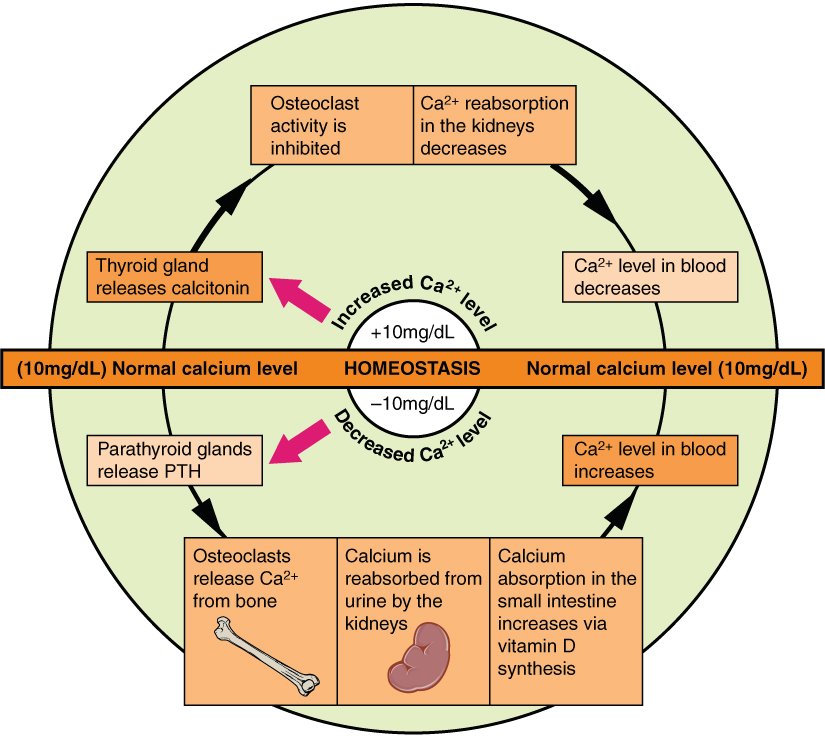 Osteoclast
activity is
inhibited
Ca²⁺ reabsorption
in the kidneys
decreases
Thyroid gland
releases calcitonin
Ca²⁺ level in blood
decreases
Increased Ca²⁺ level
+10mg/dL
(10mg/dL) Normal calcium level
HOMEOSTASIS
Normal calcium level (10mg/dL)
–10mg/dL
Decreased Ca²⁺ level
Parathyroid glands
release PTH
Ca²⁺ level in blood
increases
Osteoclasts
release Ca²⁺
from bone
Calcium is
reabsorbed from
urine by the
kidneys
Calcium
absorption in the
small intestine
increases via
vitamin D
synthesis